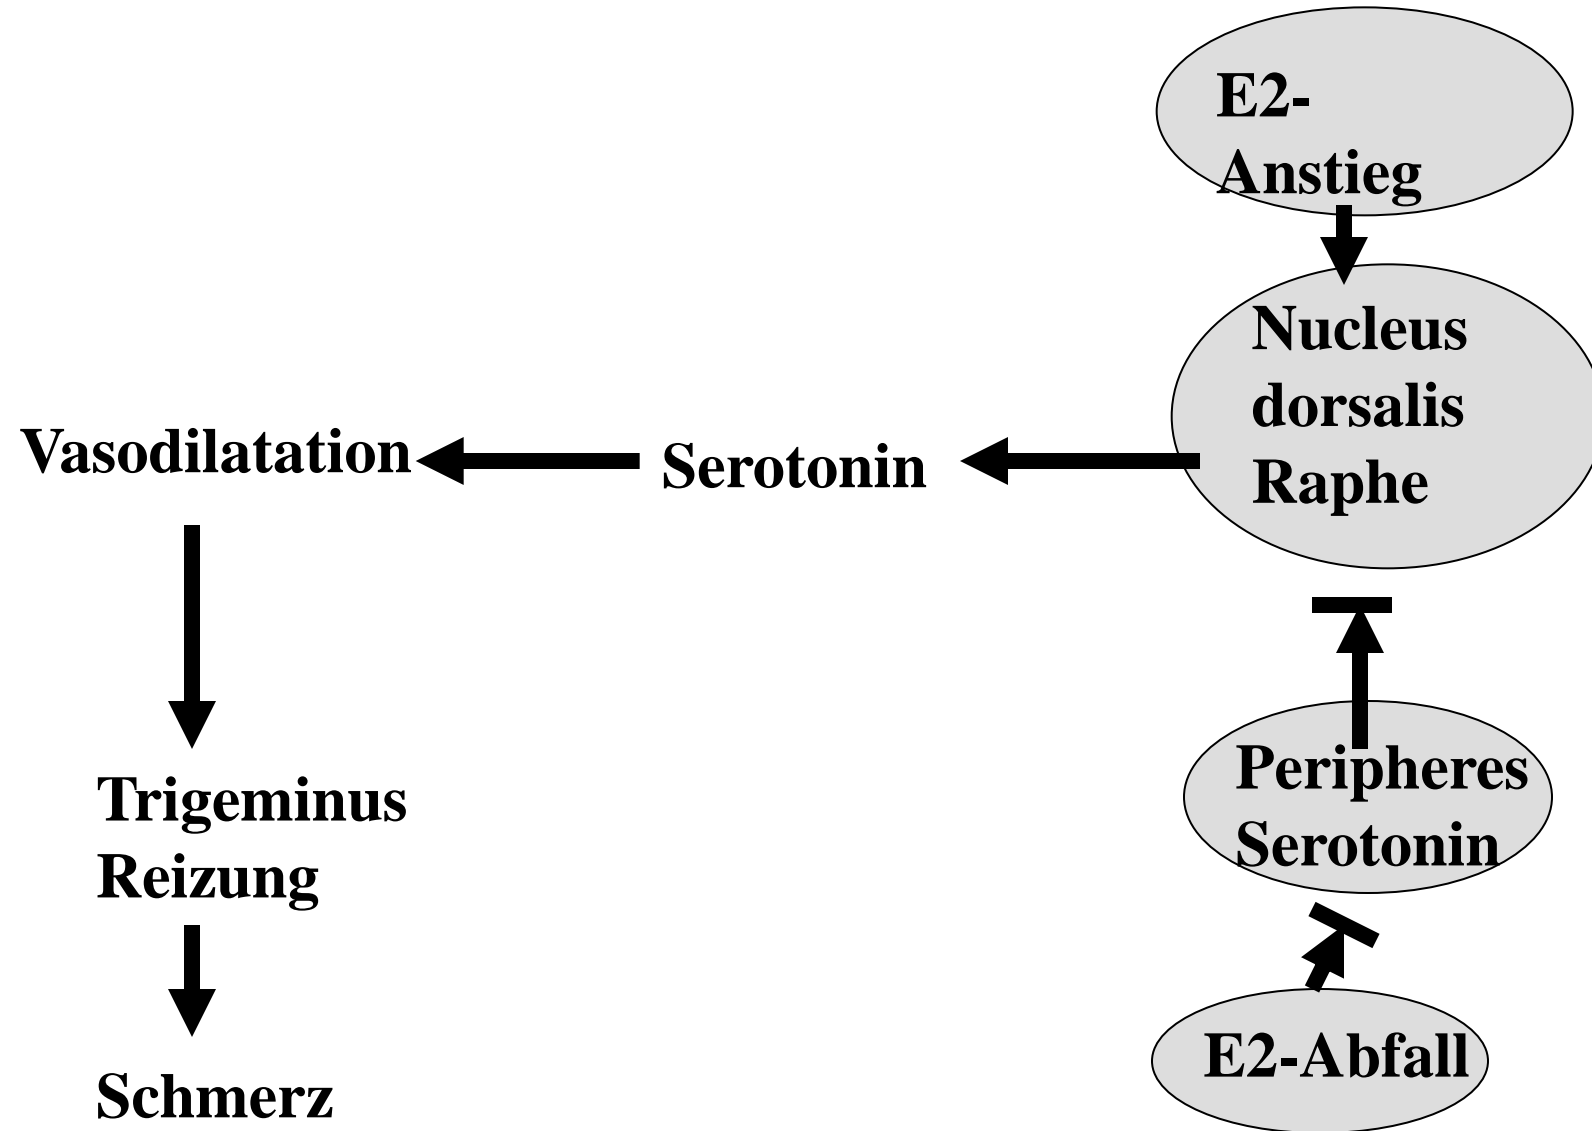 E2-
Anstieg
Nucleus
dorsalis
Raphe
Vasodilatation
Serotonin
Peripheres
Serotonin
Trigeminus
Reizung
E2-Abfall
Schmerz